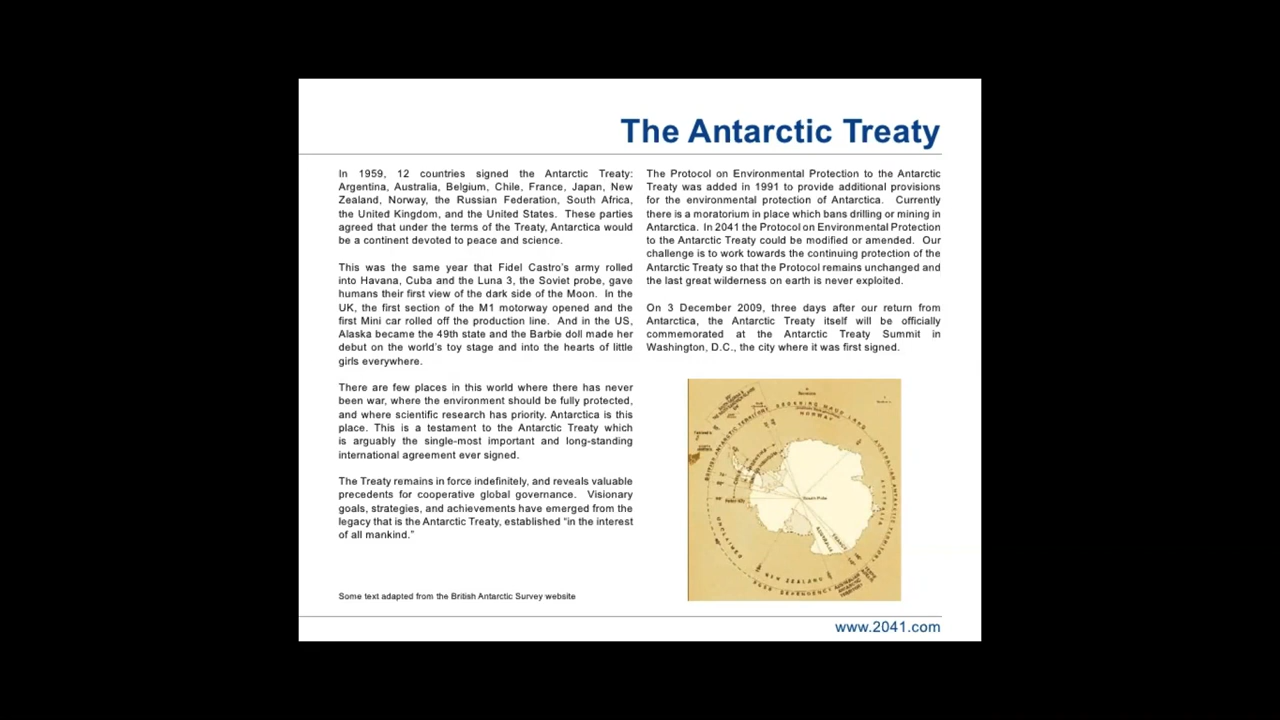 The Antarctic Treaty
In 1959, 12 countries signed the Antarctic Treaty:
Argentina, Australia, Belgium, Chile, France, Japan, New
Zealand, Norway, the Russian Federation, South Africa,
the United Kingdom, and the United States. These parties
agreed that under the terms of the Treaty, Antarctica would
be a continent devoted to peace and science.
This was the same year that Fidel Castro's army rolled
into Havana, Cuba and the Luna 3, the Soviet probe, gave
humans their first view of the dark side of the Moon. In the
UK, the first section of the M1 motorway opened and the
first Mini car rolled off the production line. And in the US,
Alaska became the 49th state and the Barbie doll made her
debut on the world's toy stage and into the hearts of little
girls everywhere.
There are few places in this world where there has never
been war, where the environment should be fully protected,
and where scientific research has priority. Antarctica is this
place. This is a testament to the Antarctic Treaty which
is arguably the single-most important and long-standing
international agreement ever signed.
The Treaty remains in force indefinitely, and reveals valuable
precedents for cooperative global governance. Visionary
goals, strategies, and achievements have emerged from the
legacy that is the Antarctic Treaty, established “in the interest
of all mankind.”
Some text adapted from the British Antarctic Survey website
The Protocol on Environmental Protection to the Antarctic
Treaty was added in 1991 to provide additional provisions
for the environmental protection of Antarctica. Currently
there is a moratorium in place which bans drilling or mining in
Antarctica. In 2041 the Protocol on Environmental Protection
to the Antarctic Treaty could be modified or amended. Our
challenge is to work towards the continuing protection of the
Antarctic Treaty so that the Protocol remains unchanged and
the last great wilderness on earth is never exploited.
On 3 December 2009, three days after our return from
Antarctica, the Antarctic Treaty itself will be officially
commemorated at the Antarctic Treaty Summit in
Washington, D.C., the city where it was first signed.
NORWAY
BRITISH ANTARCTIC TERRITORY
AUSTRALIAN ANTARCTIC TERRITORY
AUSTRALIA
South Pole
UNCLAIMED
FRANCE
AUSTRALIA
NEW ZEALAND
ROSS DEPENDENCY
www.2041.com